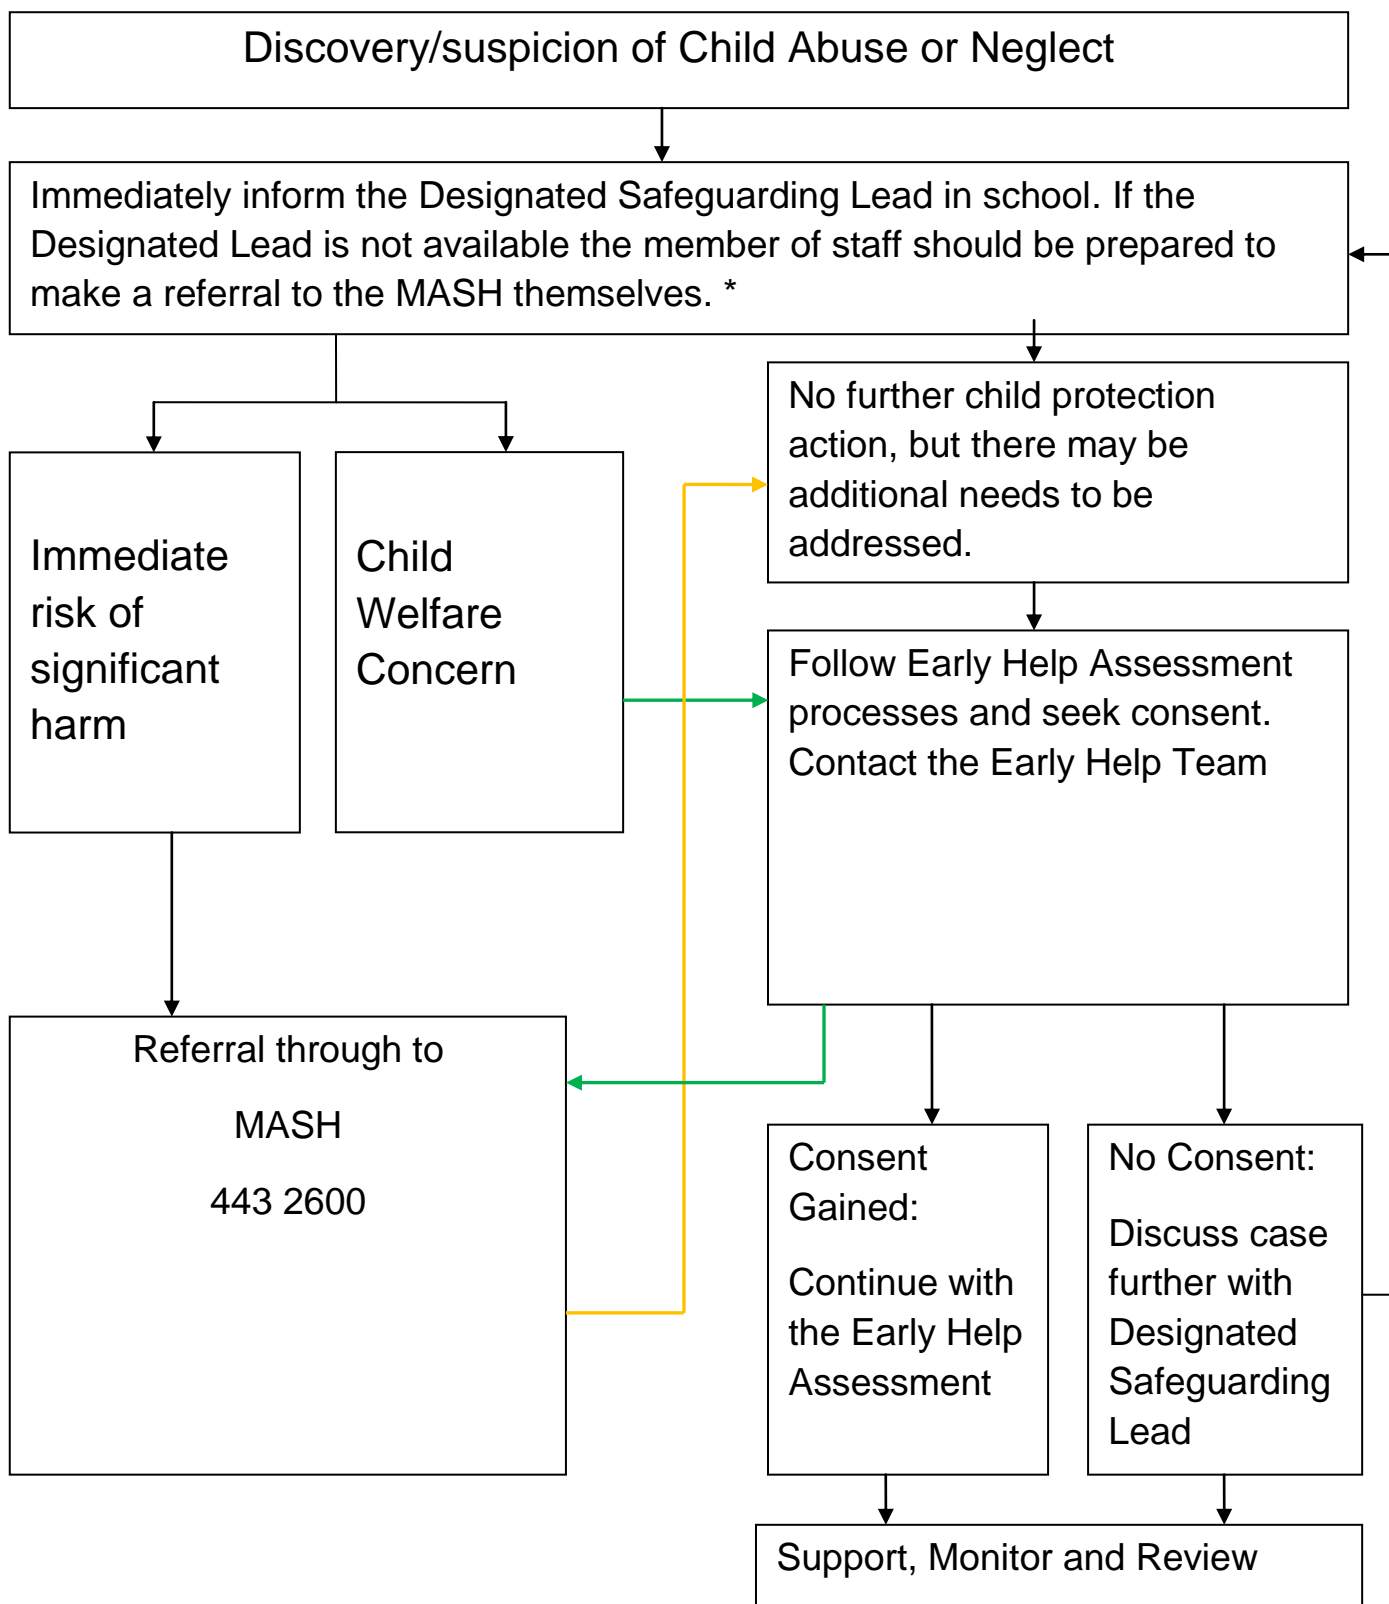 Discovery/suspicion of Child Abuse or Neglect
Immediately inform the Designated Safeguarding Lead in school. If the
Designated Lead is not available the member of staff should be prepared to
make a referral to the MASH themselves. *
No further child protection
action, but there may be
additional needs to be
addressed.
Immediate
risk of
significant
harm
Child
Welfare
Concern
Follow Early Help Assessment
processes and seek consent.
Contact the Early Help Team
Referral through to
MASH
443 2600
Consent
Gained:
Continue with
the Early Help
Assessment
No Consent:
Discuss case
further with
Designated
Safeguarding
Lead
Support, Monitor and Review